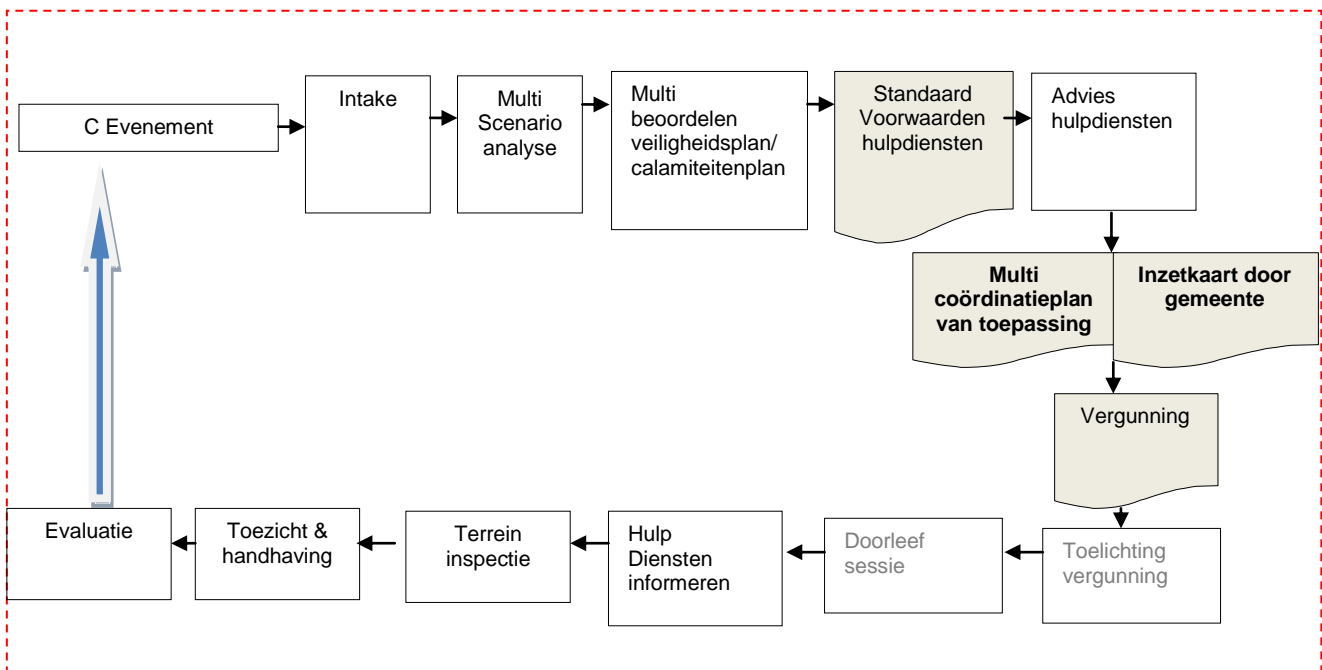 C Evenement
Intake
Multi
Scenario
analyse
Multi
beoordelen
veiligheidsplan/
calamiteitenplan
Standaard
Voorwaarden
hulpdiensten
Advies
hulpdiensten
Multi
coördinatieplan
van toepassing
Inzetkaart door
gemeente
Vergunning
Toelichting
vergunning
Doorleef
sessie
Hulp
Diensten
informeren
Terrein
inspectie
Toezicht &
handhaving
Evaluatie